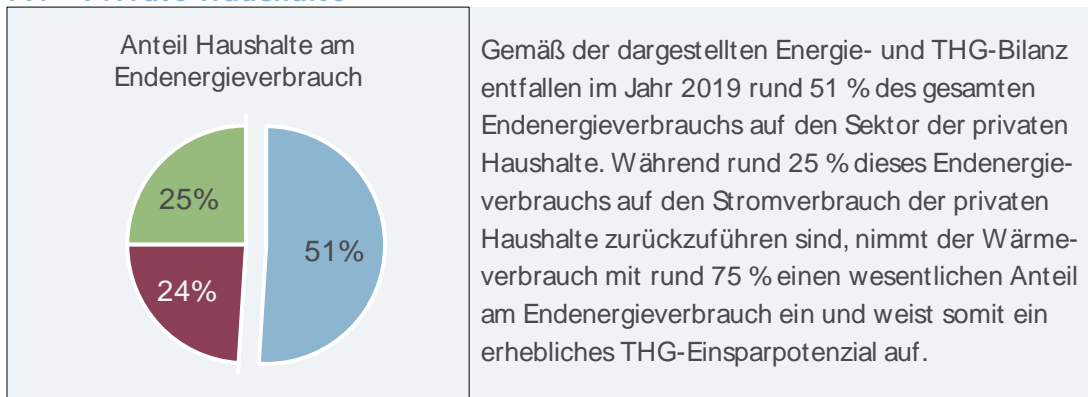 Anteil Haushalte am
Endenergieverbrauch
25%
51%
24%
Gemäß der dargestellten Energie- und THG-Bilanz
entfallen im Jahr 2019 rund 51 % des gesamten
Endenergieverbrauchs auf den Sektor der privaten
Haushalte. Während rund 25 % dieses Endenergie-
verbrauchs auf den Stromverbrauch der privaten
Haushalte zurückzuführen sind, nimmt der Wärme-
verbrauch mit rund 75 % einen wesentlichen Anteil
am Endenergieverbrauch ein und weist somit ein
erhebliches THG-Einsparpotenzial auf.